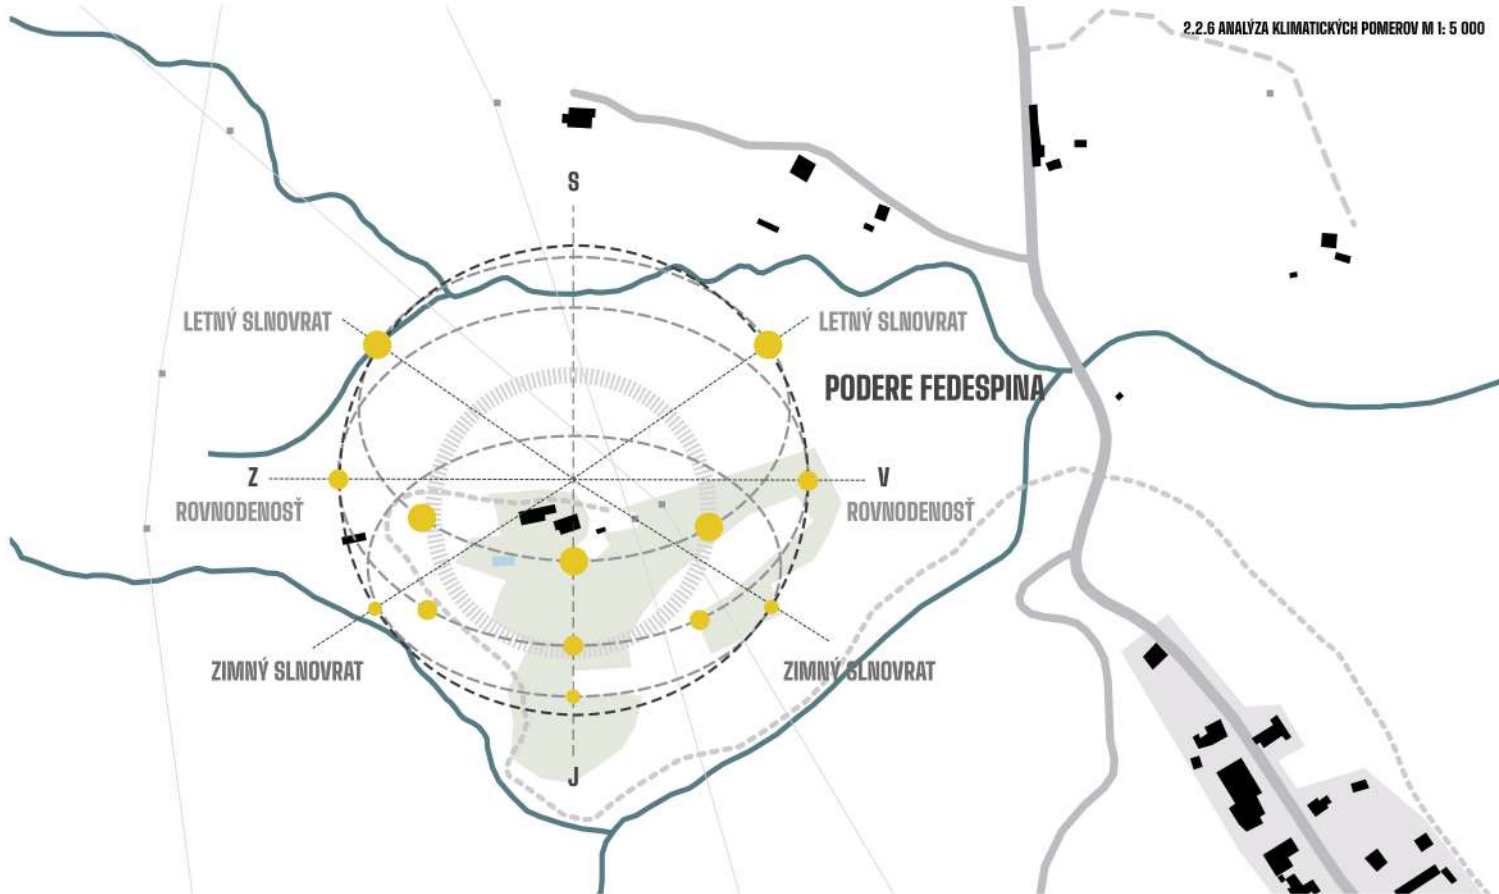 2.2.6 ANALÝZA KLIMATICKÝCH POMEROV M 1: 5 000
S
LETNÝ SLNOVRAT
LETNÝ SLNOVRAT
PODERE FEDESPINA
Z
V
ROVNODENOSŤ
ROVNODENOSŤ
ZIMNÝ SLNOVRAT
ZIMNÝ SLNOVRAT
J